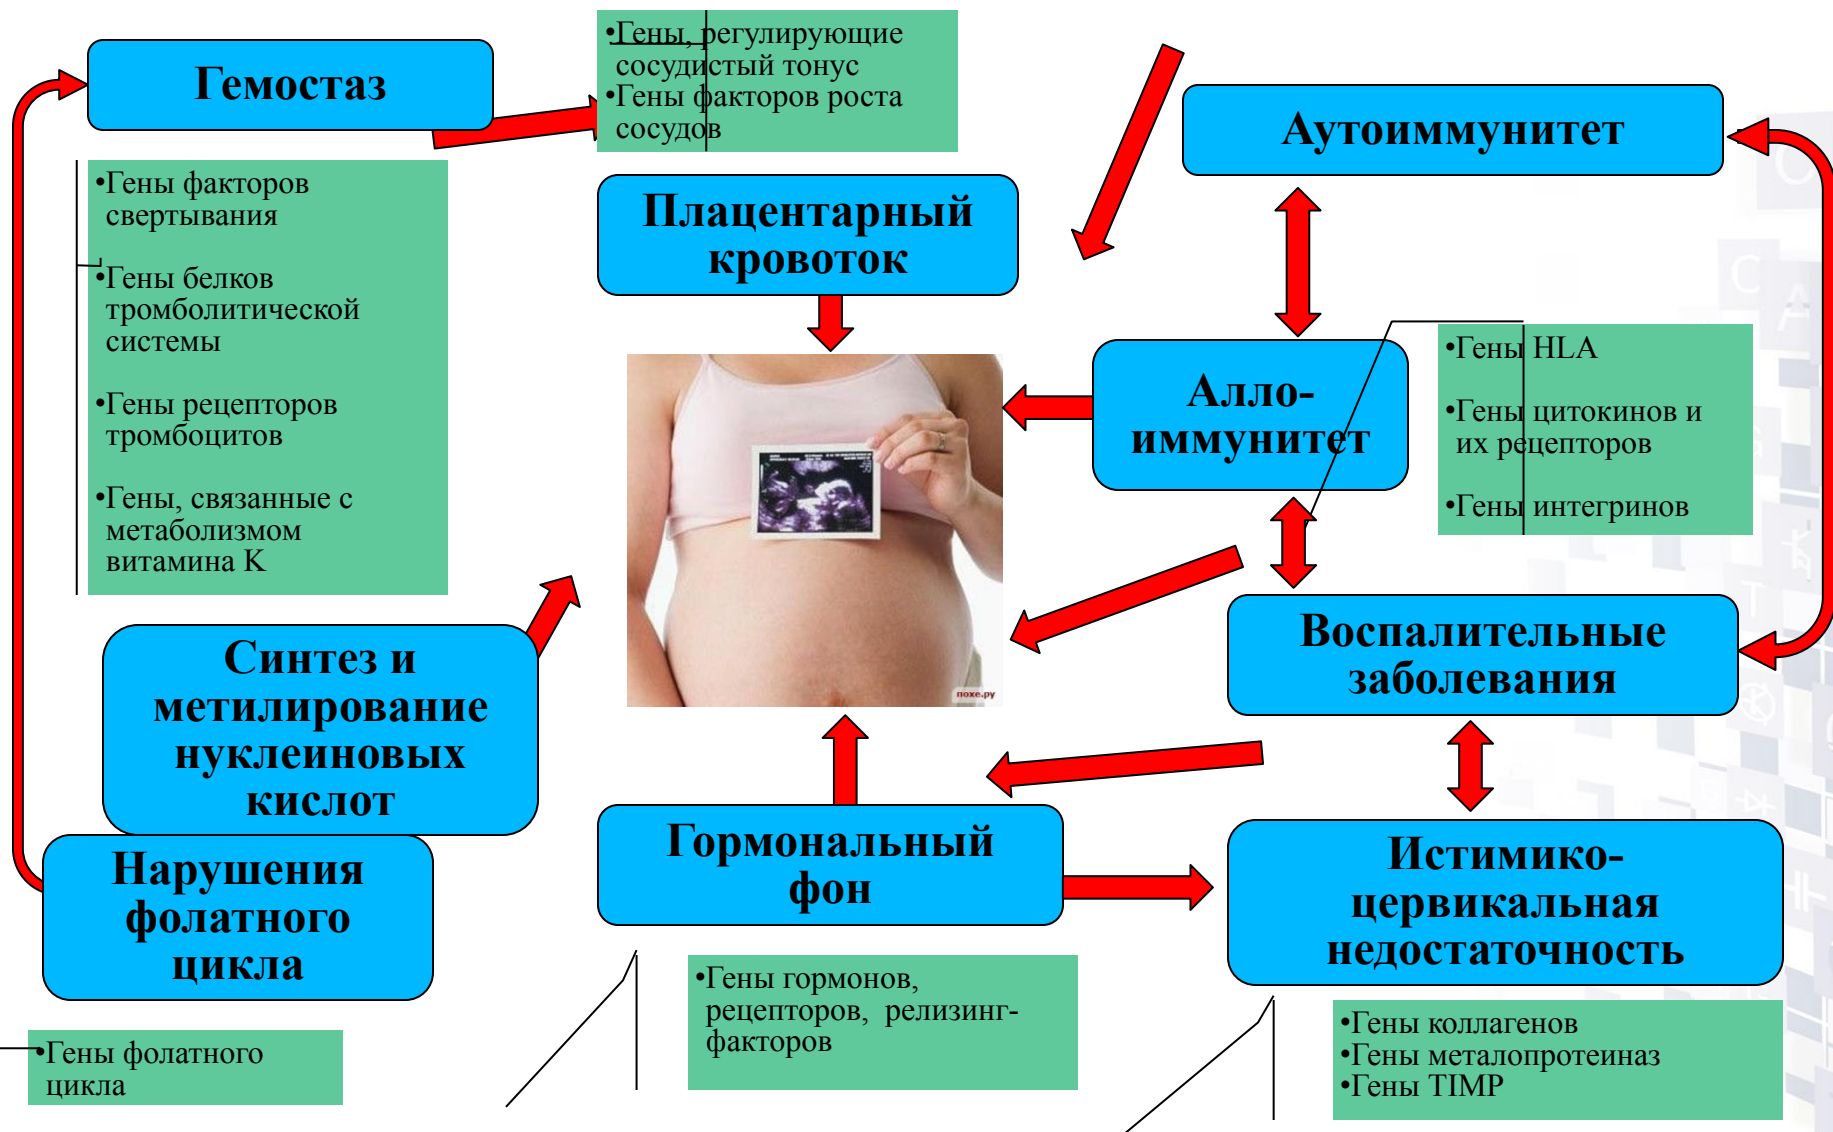 Гемостаз
•Гены факторов
свертывания
•Гены белков
тромболитической
системы
•Гены рецепторов
тромбоцитов
•Гены, связанные с
метаболизмом
витамина К
Синтез и
метилирование
нуклеиновых
кислот
Нарушения
фолатного
цикла
•Гены фолатного
цикла
•Гены, регулирующие
сосудистый тонус
•Гены факторов роста
сосудов
Плацентарный
кровоток
похе.ру
Гормональный
фон
•Гены гормонов,
рецепторов, релизинг-
факторов
Аутоиммунитет
Алло-
иммунитет
•Гены HLA
•Гены цитокинов и
их рецепторов
•Гены интегринов
Воспалительные
заболевания
Истимико-
цервикальная
недостаточность
•Гены коллагенов
•Гены металопротеиназ
•Гены TIMP